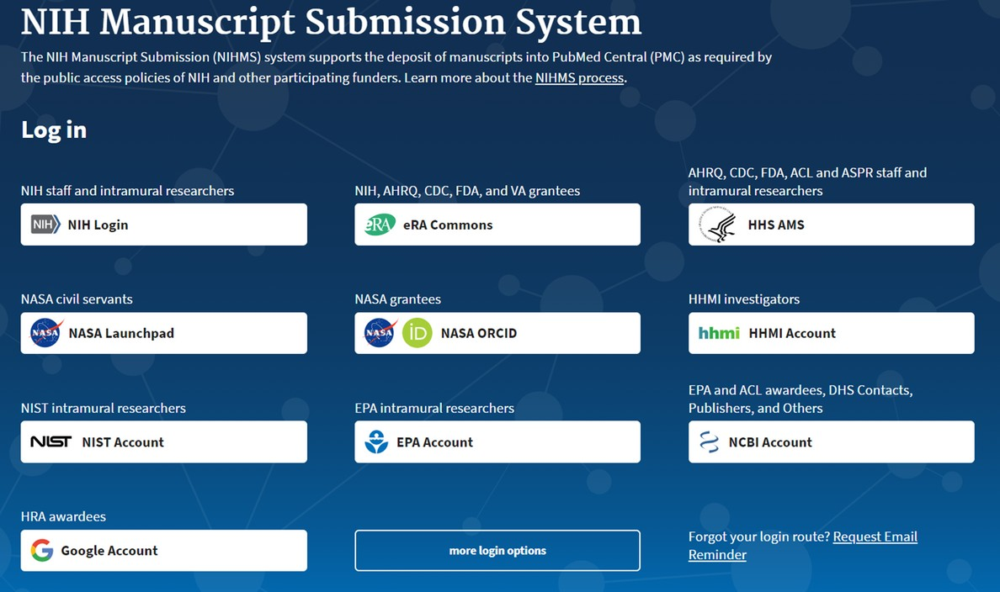 NIH Manuscript Submission System
The NIH Manuscript Submission (NIHMS) system supports the deposit of manuscripts into PubMed Central (PMC) as required by
the public access policies of NIH and other participating funders. Learn more about the NIHMS process.
Log in
NIH staff and intramural researchers
NIH NIH Login
NIH, AHRQ, CDC, FDA, and VA grantees
eRA eRA Commons
AHRQ, CDC, FDA, ACL and ASPR staff and
intramural researchers
HHS AMS
NASA civil servants
NASA NASA Launchpad
NASA grantees
NASA iD NASA ORCID
HHMI investigators
hhmi HHMI Account
NIST intramural researchers
NIST NIST Account
EPA intramural researchers
EPA Account
EPA and ACL awardees, DHS Contacts,
Publishers, and Others
NCBI Account
HRA awardees
G Google Account
more login options
Forgot your login route? Request Email
Reminder